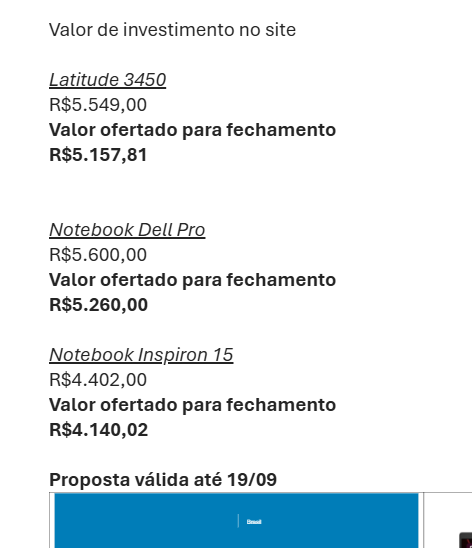 Valor de investimento no site
Latitude 3450
R$5.549,00
Valor ofertado para fechamento
R$5.157,81
Notebook Dell Pro
R$5.600,00
Valor ofertado para fechamento
R$5.260,00
Notebook Inspiron 15
R$4.402,00
Valor ofertado para fechamento
R$4.140,02
Proposta válida até 19/09
Brasil